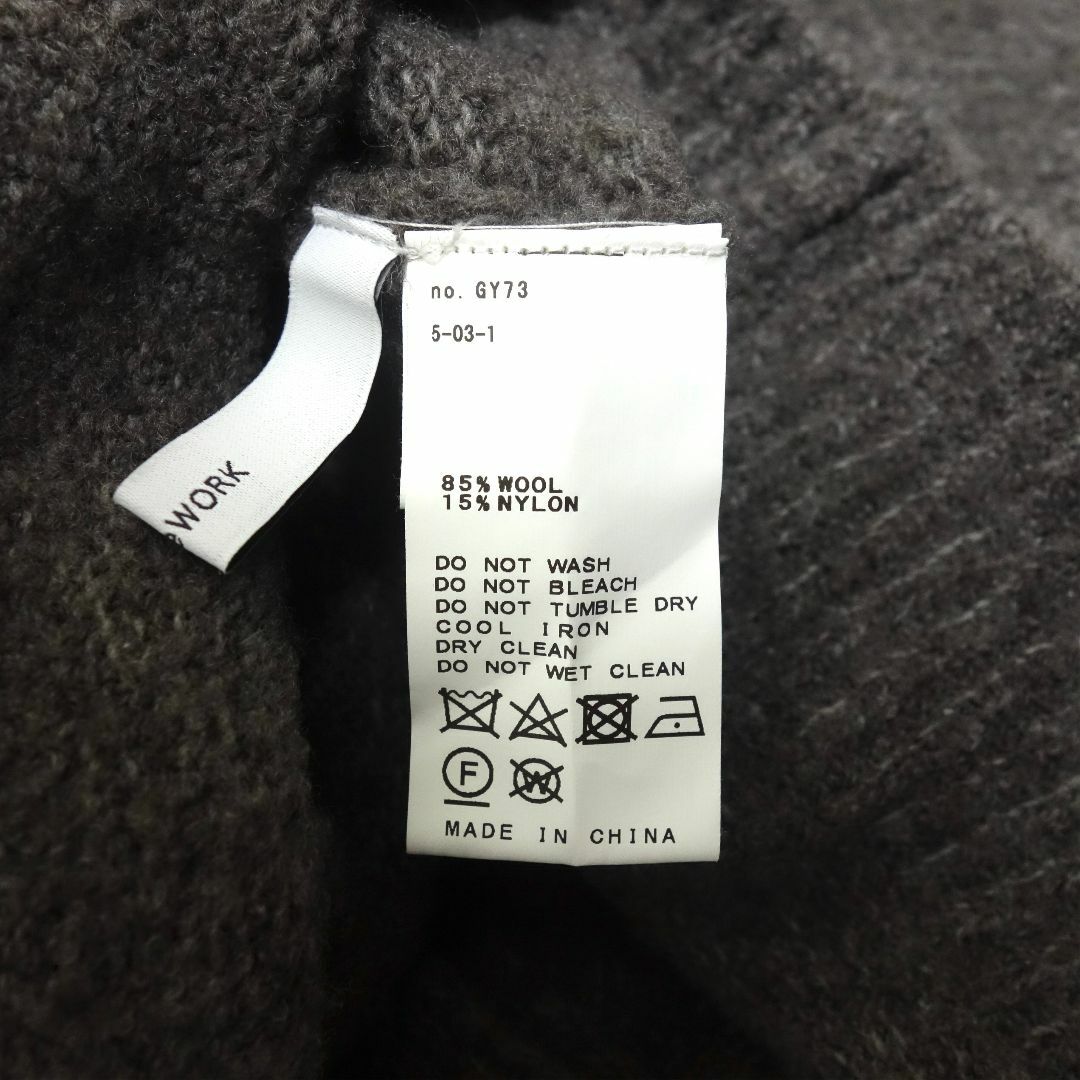 no. GY73
5-03-1
85% WOOL
15% NYLON
DO NOT WASH
DO NOT BLEACH
DO NOT TUMBLE DRY
COOL IRON
DRY CLEAN
DO NOT WET CLEAN
F W
MADE IN CHINA
& WORK